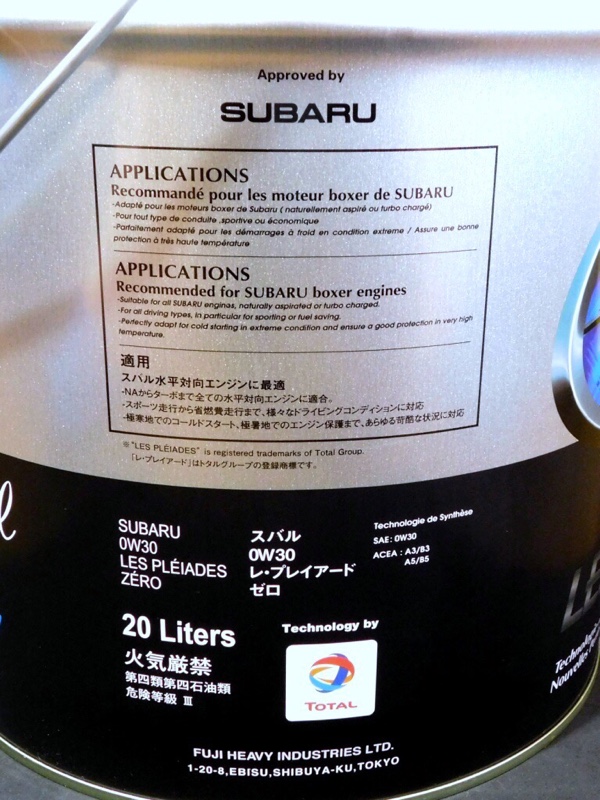 Approved by
SUBARU
APPLICATIONS
Recommandé pour les moteur boxer de SUBARU
-Adapté pour les moteurs boxer de Subaru ( naturellement aspiré ou turbo chargé)
-Pour tout type de conduite ,sportive ou économique
-Parfaitement adapté pour les démarrages à froid en condition extreme / Assure une bonne
protection à très haute température
APPLICATIONS
Recommended for SUBARU boxer engines
-Suitable for all SUBARU engines, naturally aspirated or turbo charged.
-For all driving types, in particular for sporting or fuel saving.
-Perfectly adapt for cold starting in extreme condition and ensure a good protection in very high
temperature.
適用
スバル水平対向エンジンに最適
-NAからターボまで全ての水平対向エンジンに適合。
-スポーツ走行から省燃費走行まで、様々なドライビングコンディションに対応
-極寒地でのコールドスタート、極暑地でのエンジン保護まで、あらゆる苛酷な状況に対応
※"LES PLÉIADES" is registered trademarks of Total Group.
「レ・プレイアード」はトタルグループの登録商標です。
SUBARU
0W30
LES PLÉIADES
ZÉRO
スバル
0W30
レ・プレイアード
ゼロ
Technologie de Synthèse
SAE: 0W30
ACEA : A3/B3
A5/B5
20 Liters
火気厳禁
第四類第四石油類
危険等級 Ⅲ
Technology by
TOTAL
FUJI HEAVY INDUSTRIES LTD.
1-20-8,EBISU,SHIBUYA-KU,TOKYO